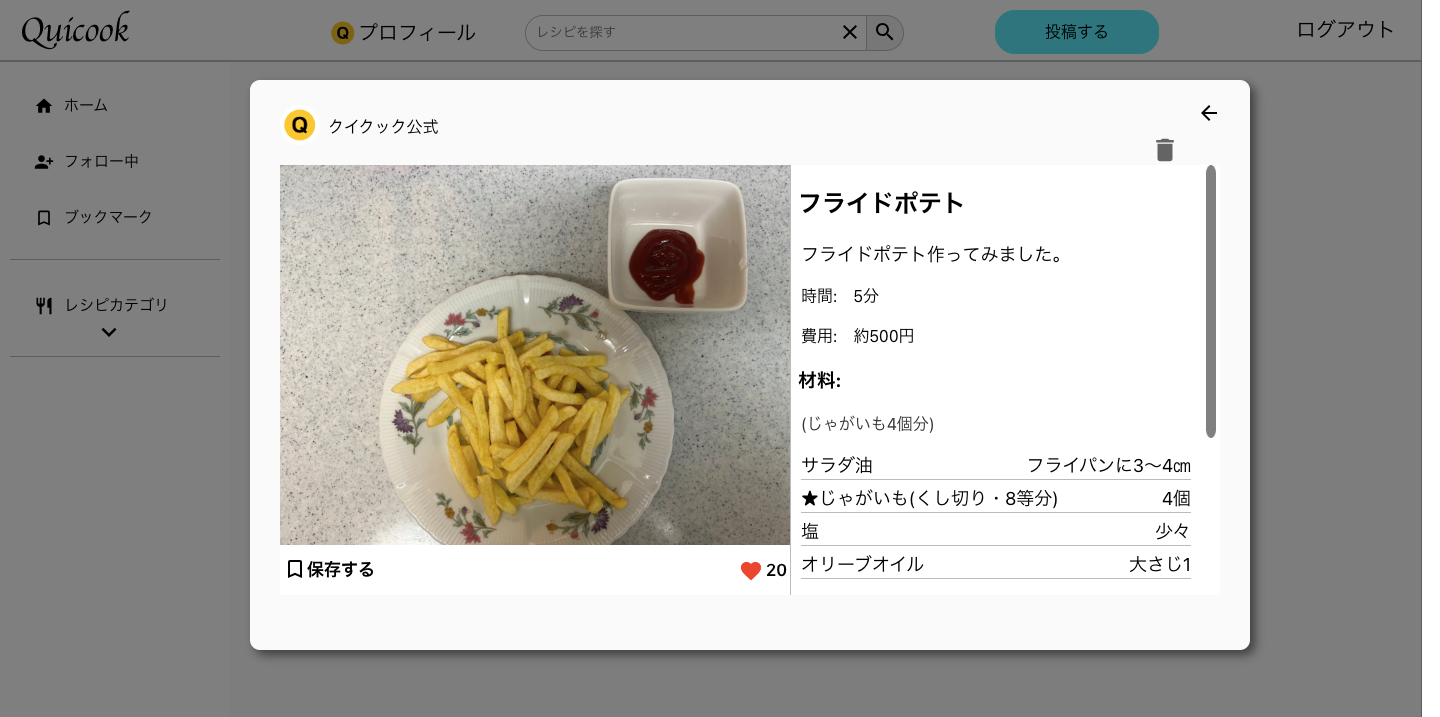 Quicook
Q プロフィール
レシピを探す
投稿する
ログアウト
ホーム
フォロー中
ブックマーク
レシピカテゴリ
Q クイクック公式
フライドポテト
フライドポテト作ってみました。
時間: 5分
費用: 約500円
材料:
(じゃがいも4個分)
サラダ油 フライパンに3〜4㎝
★じゃがいも(くし切り・8等分) 4個
塩 少々
オリーブオイル 大さじ1
保存する
20